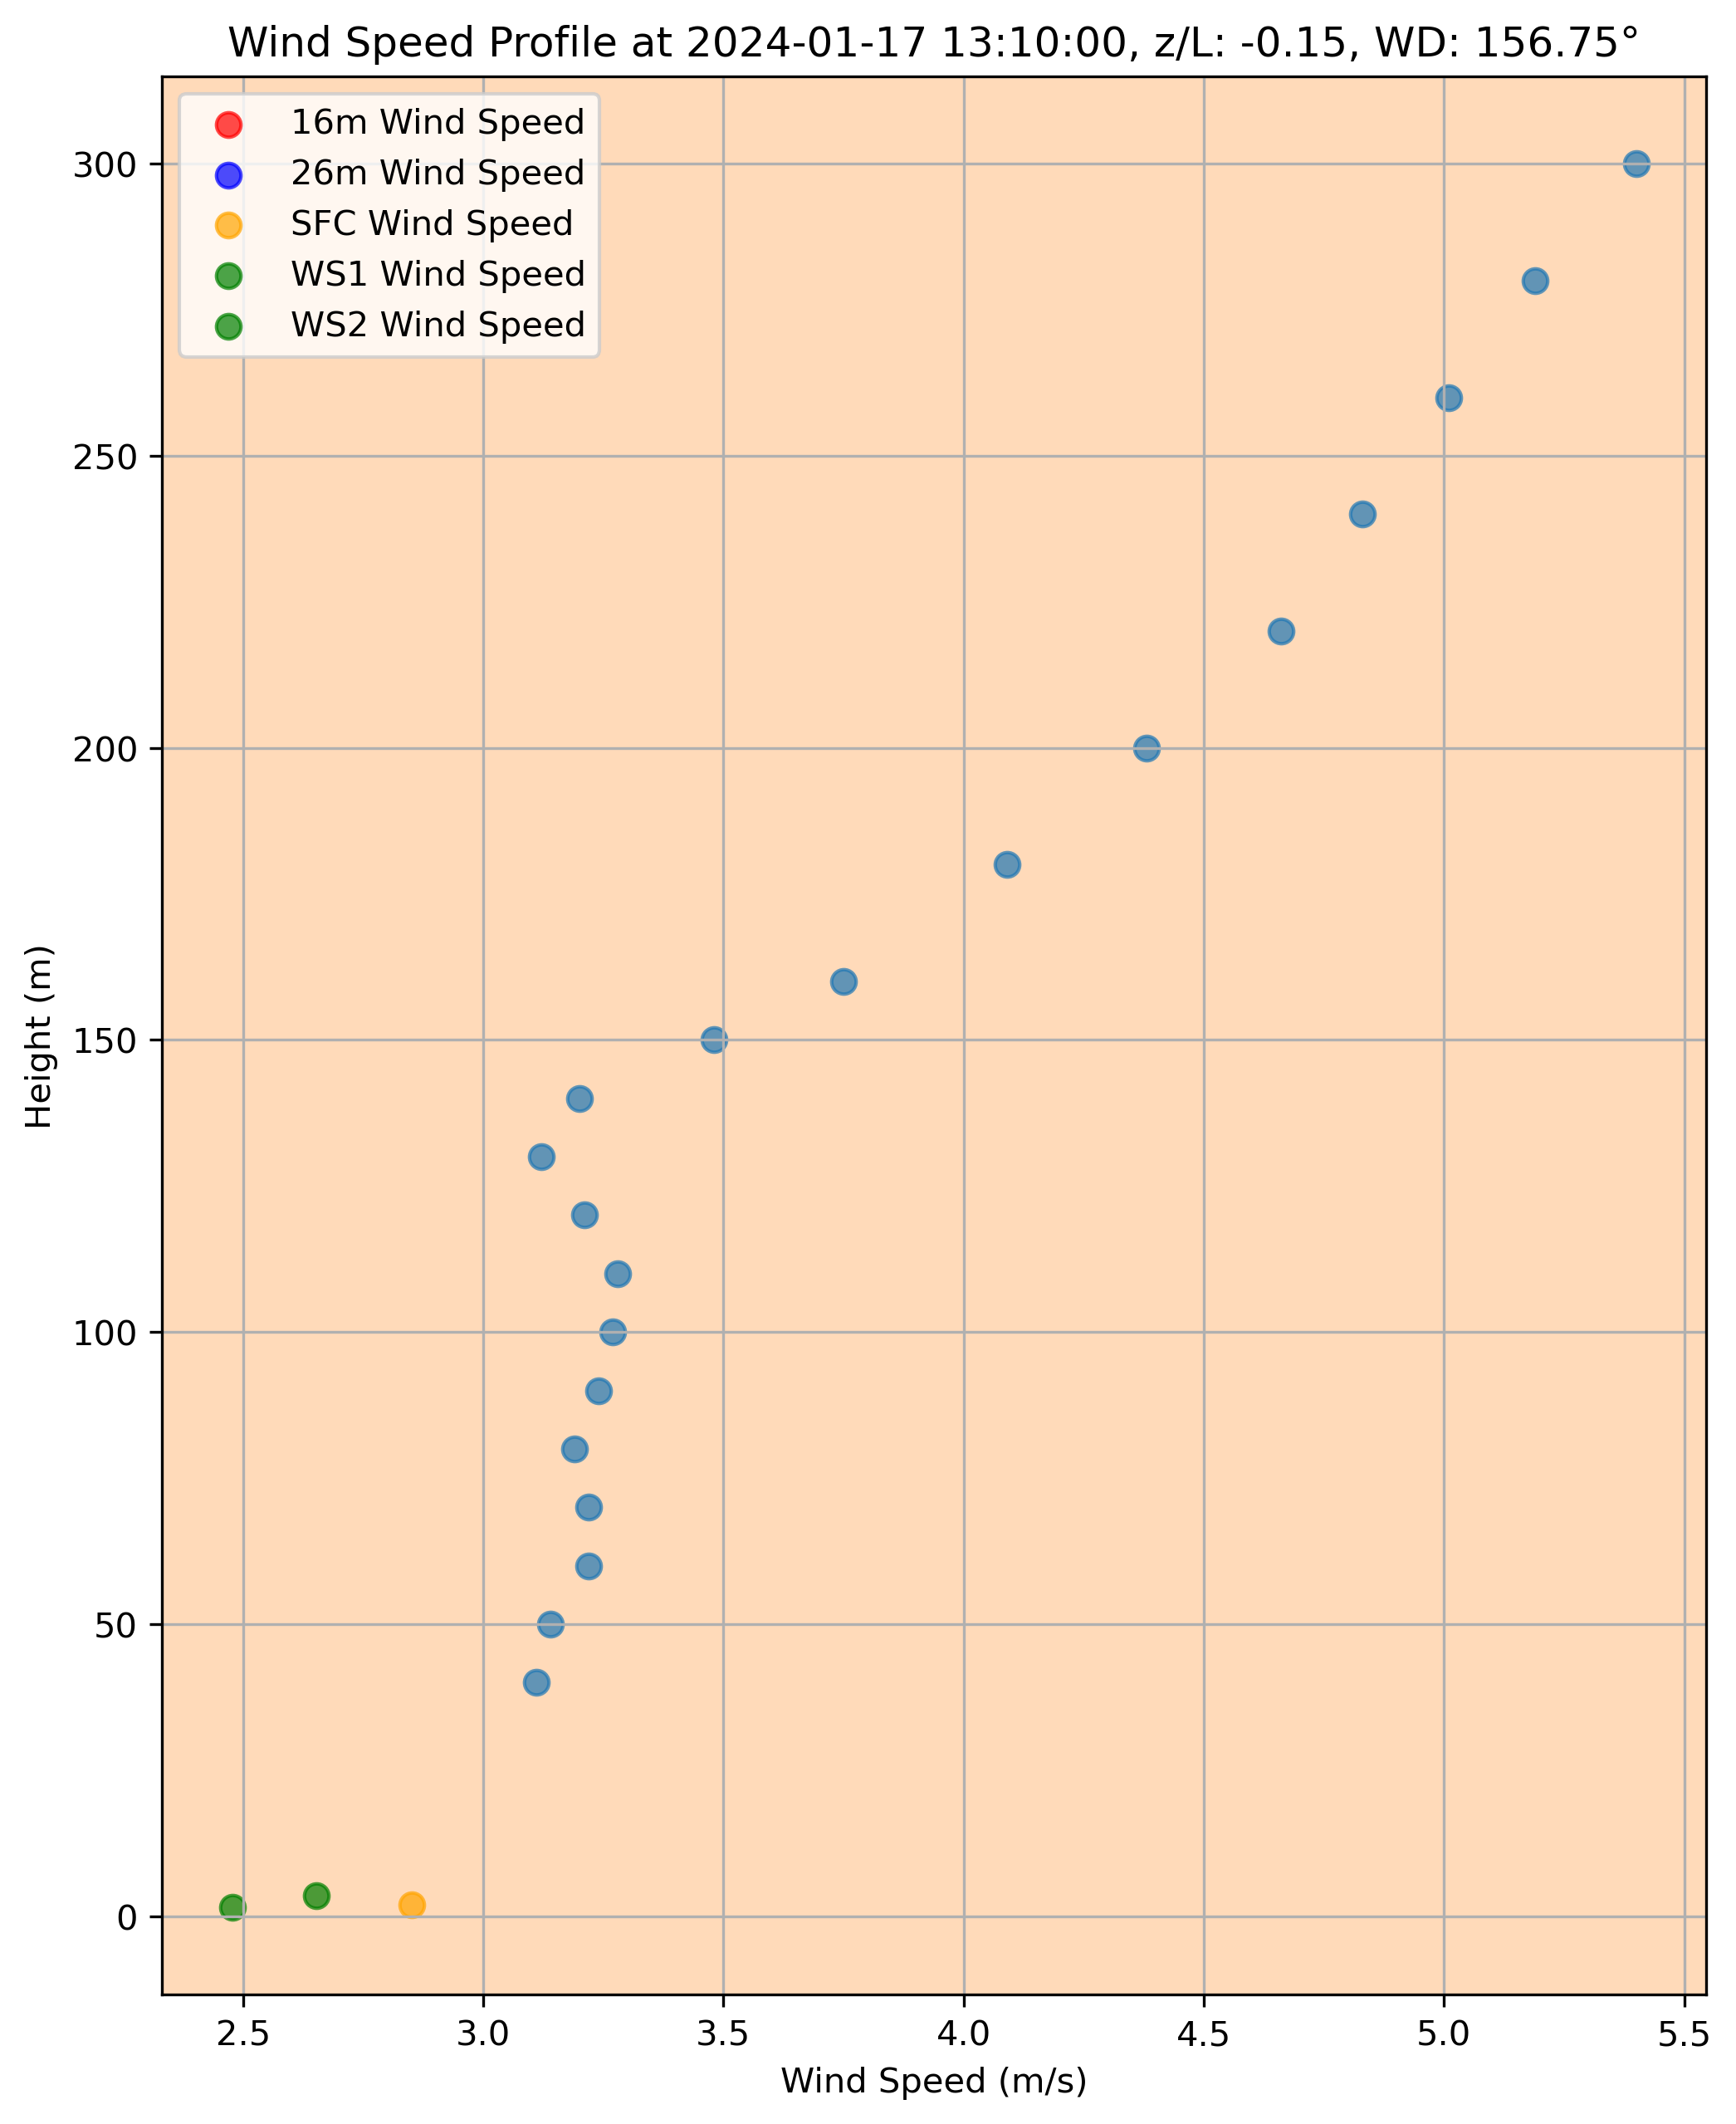 Wind Speed Profile at 2024-01-17 13:10:00, z/L: -0.15, WD: 156.75°
16m Wind Speed
26m Wind Speed
SFC Wind Speed
WS1 Wind Speed
WS2 Wind Speed
300
250
200
150
100
50
0
Height (m)
2.5 3.0 3.5 4.0 4.5 5.0 5.5
Wind Speed (m/s)